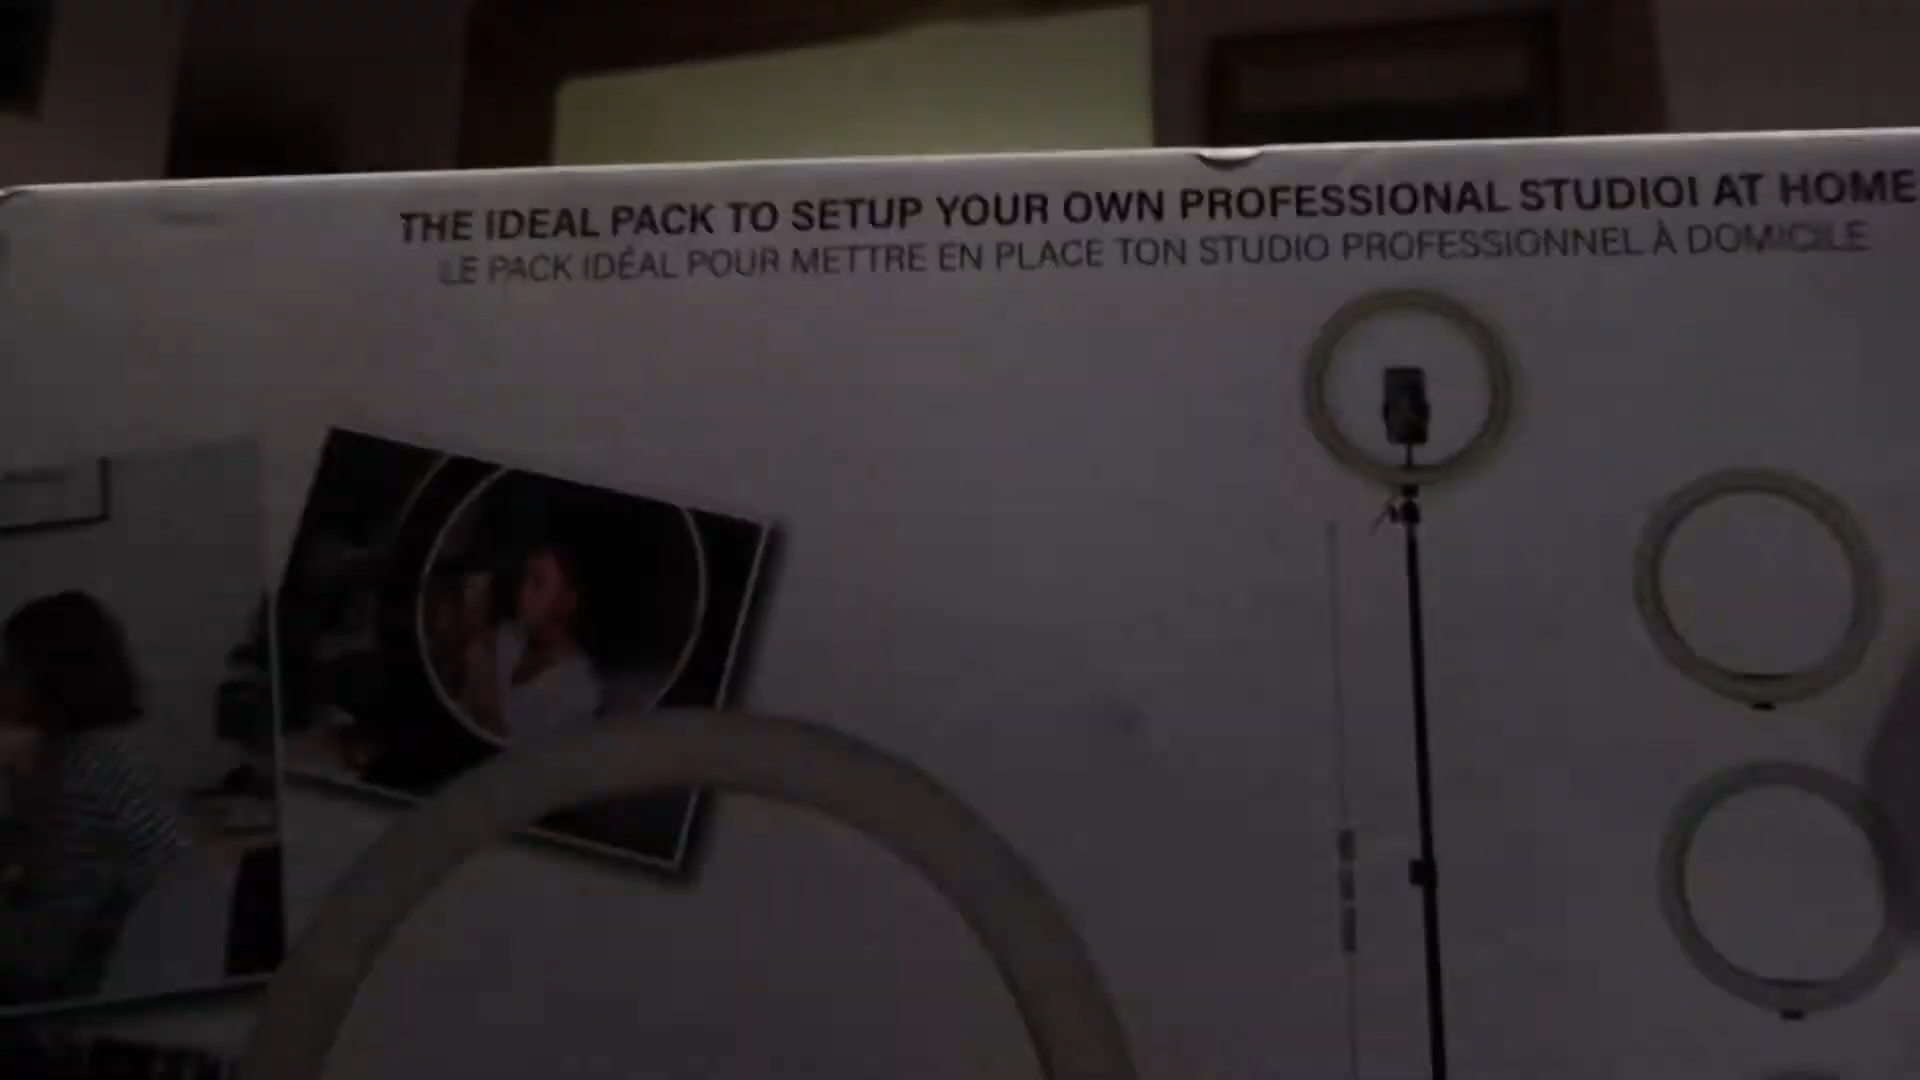 THE IDEAL PACK TO SETUP YOUR OWN PROFESSIONAL STUDIOI AT HOME
LE PACK IDÉAL POUR METTRE EN PLACE TON STUDIO PROFESSIONNEL À DOMICILE